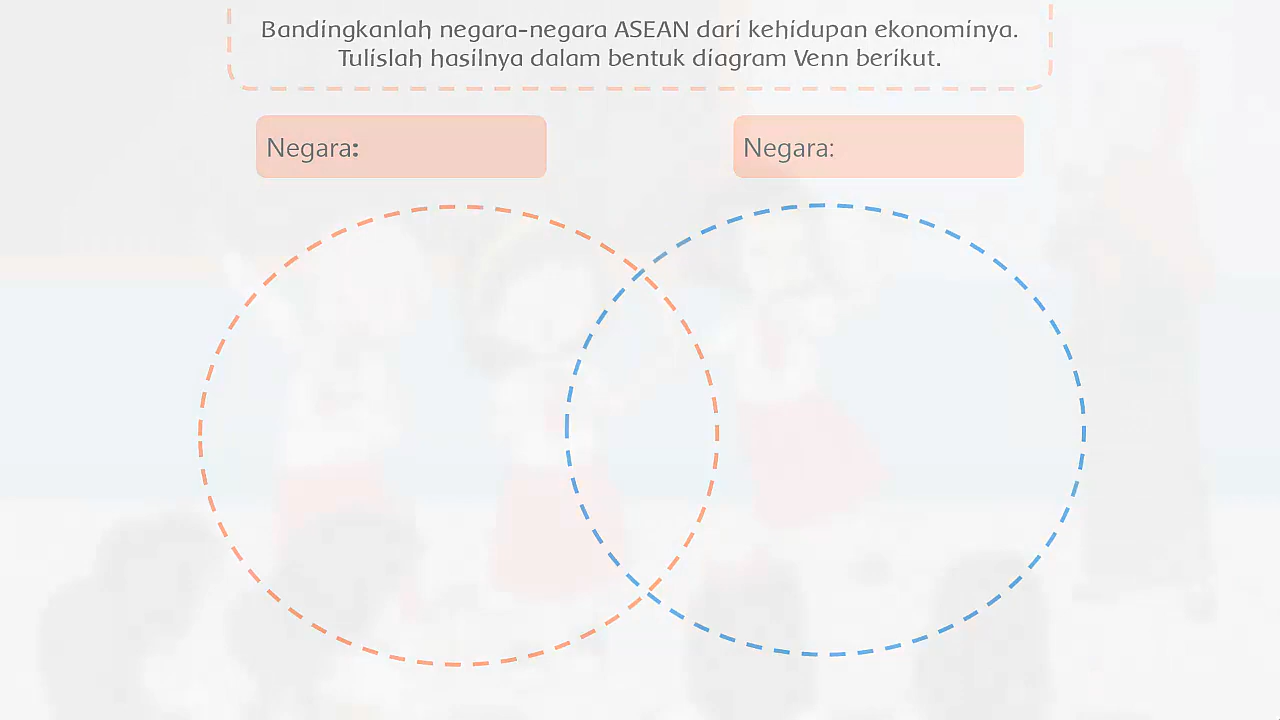 Bandingkanlah negara-negara ASEAN dari kehidupan ekonominya.
Tulislah hasilnya dalam bentuk diagram Venn berikut.
Negara:
Negara: